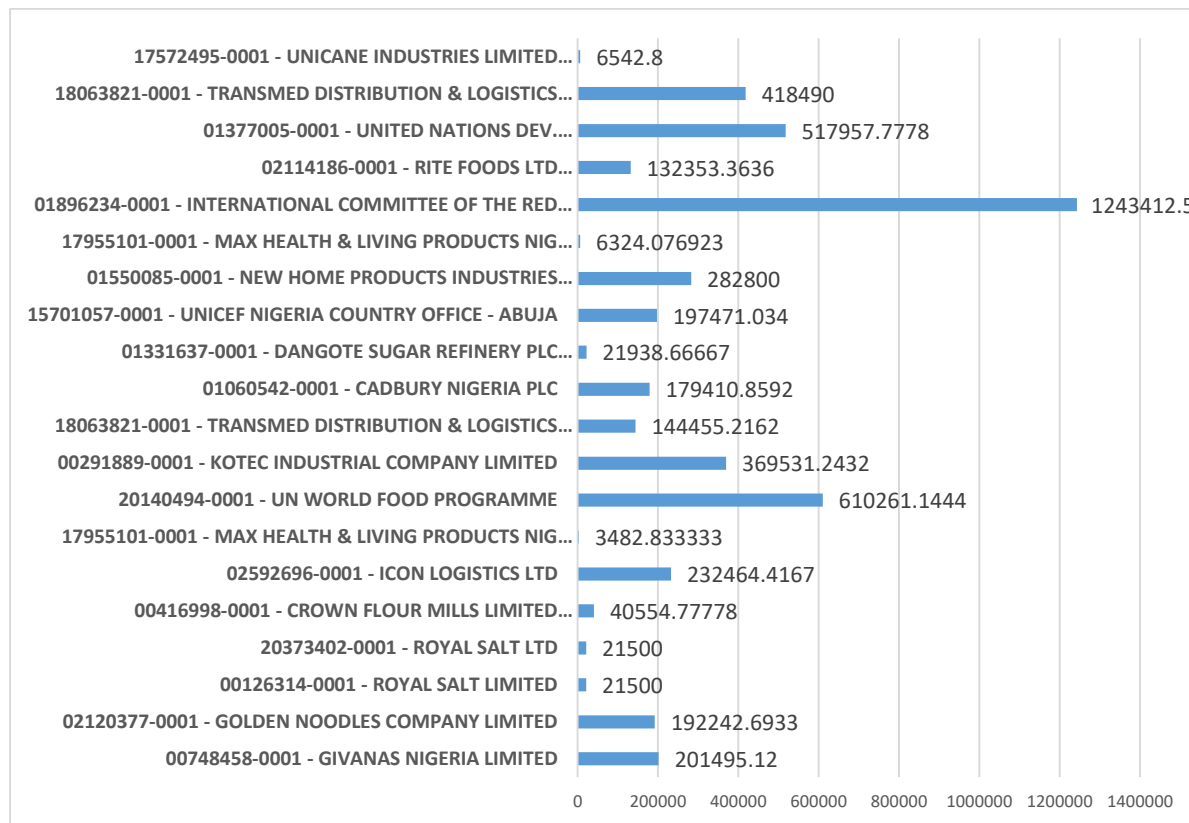 17572495-0001 - UNICANE INDUSTRIES LIMITED... 6542.8
18063821-0001 - TRANSMED DISTRIBUTION & LOGISTICS... 418490
01377005-0001 - UNITED NATIONS DEV.... 517957.7778
02114186-0001 - RITE FOODS LTD... 132353.3636
01896234-0001 - INTERNATIONAL COMMITTEE OF THE RED... 1243412.5
17955101-0001 - MAX HEALTH & LIVING PRODUCTS NIG... 6324.076923
01550085-0001 - NEW HOME PRODUCTS INDUSTRIES... 282800
15701057-0001 - UNICEF NIGERIA COUNTRY OFFICE - ABUJA 197471.034
01331637-0001 - DANGOTE SUGAR REFINERY PLC... 21938.66667
01060542-0001 - CADBURY NIGERIA PLC 179410.8592
18063821-0001 - TRANSMED DISTRIBUTION & LOGISTICS... 144455.2162
00291889-0001 - KOTEC INDUSTRIAL COMPANY LIMITED 369531.2432
20140494-0001 - UN WORLD FOOD PROGRAMME 610261.1444
17955101-0001 - MAX HEALTH & LIVING PRODUCTS NIG... 3482.833333
02592696-0001 - ICON LOGISTICS LTD 232464.4167
00416998-0001 - CROWN FLOUR MILLS LIMITED... 40554.77778
20373402-0001 - ROYAL SALT LTD 21500
00126314-0001 - ROYAL SALT LIMITED 21500
02120377-0001 - GOLDEN NOODLES COMPANY LIMITED 192242.6933
00748458-0001 - GIVANAS NIGERIA LIMITED 201495.12
0 200000 400000 600000 800000 1000000 1200000 1400000